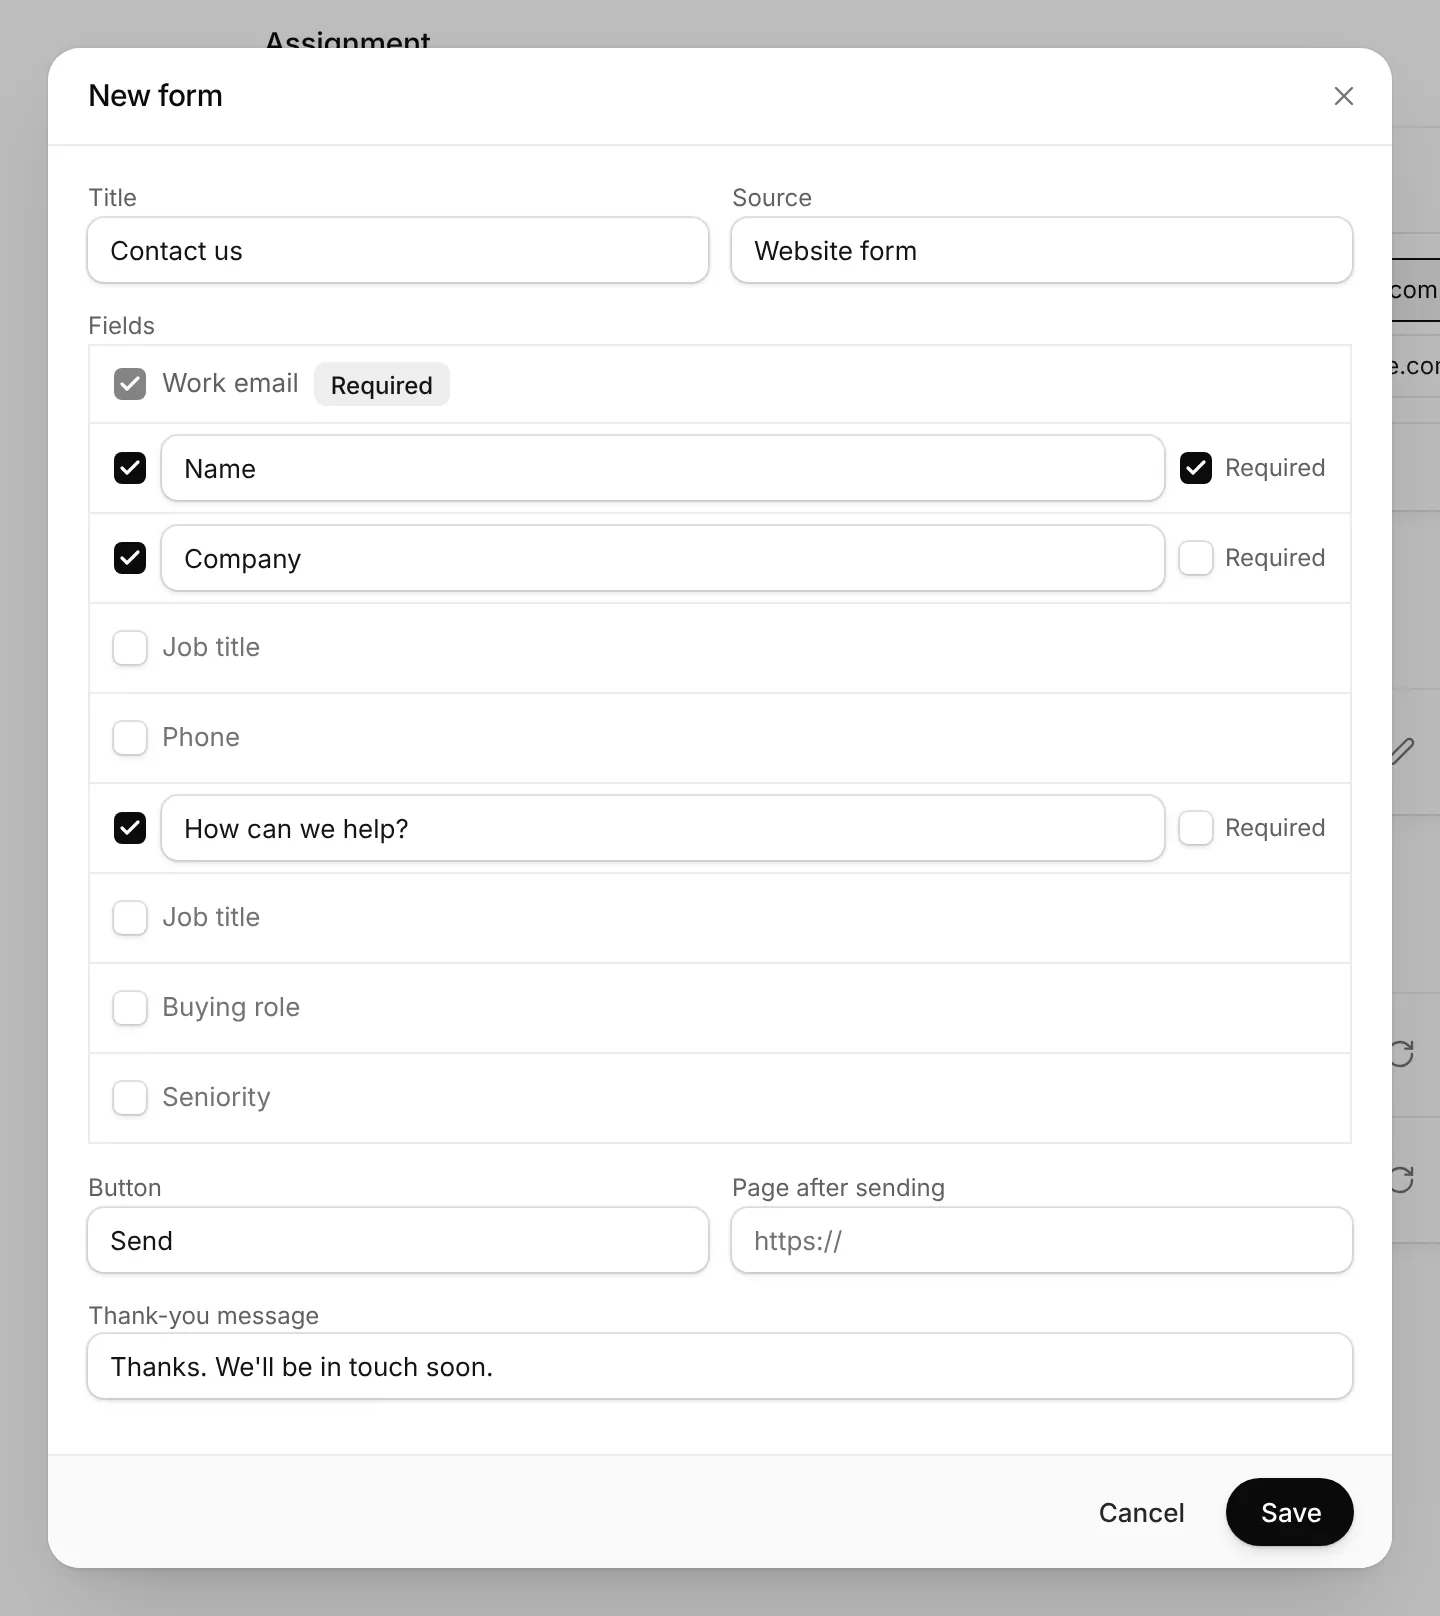 Assignment
New form
Title
Source
Contact us
Website form
.com
Fields
Work email Required
Name Required
Company Required
Job title
Phone
How can we help? Required
Job title
Buying role
Seniority
Button
Page after sending
Send
https://
Thank-you message
Thanks. We'll be in touch soon.
Cancel Save